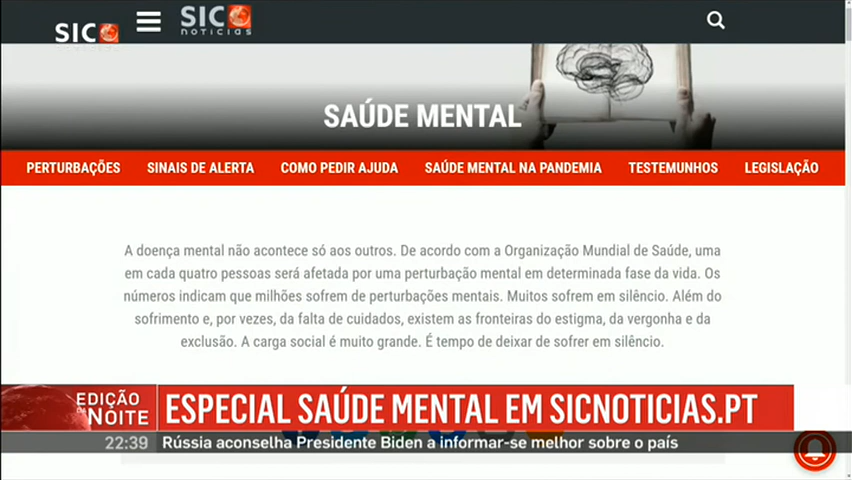 SIC
SIC
notícias
SAÚDE MENTAL
PERTURBAÇÕES SINAIS DE ALERTA COMO PEDIR AJUDA SAÚDE MENTAL NA PANDEMIA TESTEMUNHOS LEGISLAÇÃO
A doença mental não acontece só aos outros. De acordo com a Organização Mundial de Saúde, uma
em cada quatro pessoas será afetada por uma perturbação mental em determinada fase da vida. Os
números indicam que milhões sofrem de perturbações mentais. Muitos sofrem em silêncio. Além do
sofrimento e, por vezes, da falta de cuidados, existem as fronteiras do estigma, da vergonha e da
exclusão. A carga social é muito grande. É tempo de deixar de sofrer em silêncio.
EDIÇÃO
DA NOITE
ESPECIAL SAÚDE MENTAL EM SICNOTICIAS.PT
22:39 Rússia aconselha Presidente Biden a informar-se melhor sobre o país